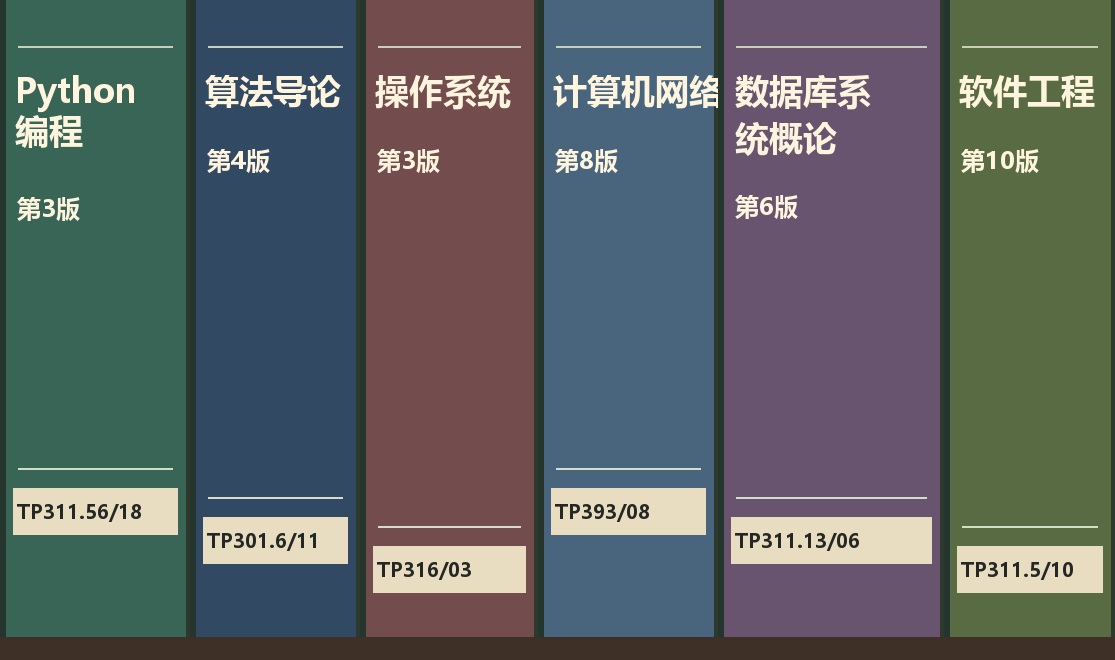 Python
编程
第3版
TP311.56/18
算法导论
第4版
TP301.6/11
操作系统
第3版
TP316/03
计算机网络
第8版
TP393/08
数据库系
统概论
第6版
TP311.13/06
软件工程
第10版
TP311.5/10